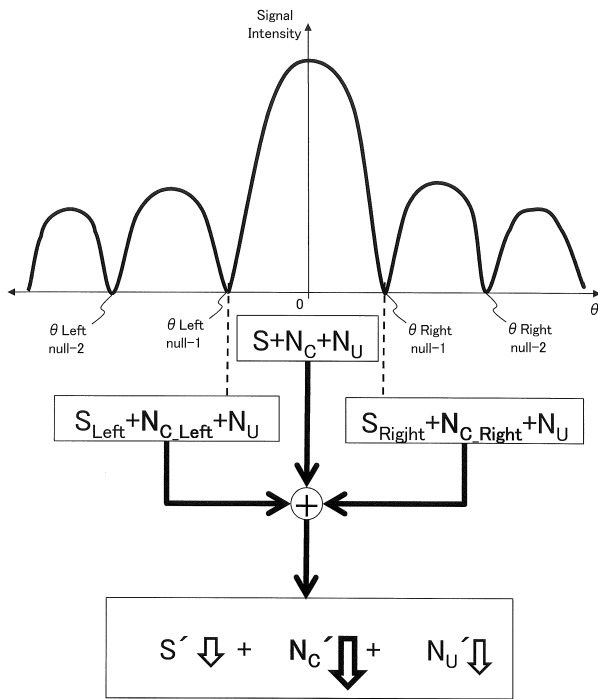 Signal
Intensity
0
θ
θ Left
null-2
θ Left
null-1
θ Right
null-1
θ Right
null-2
S+N_C+N_U
S_Left+N_C_Left+N_U
S_Rigjht+N_C_Right+N_U
+
S´ ⇩ + N_C´ ⇩ + N_U´ ⇩